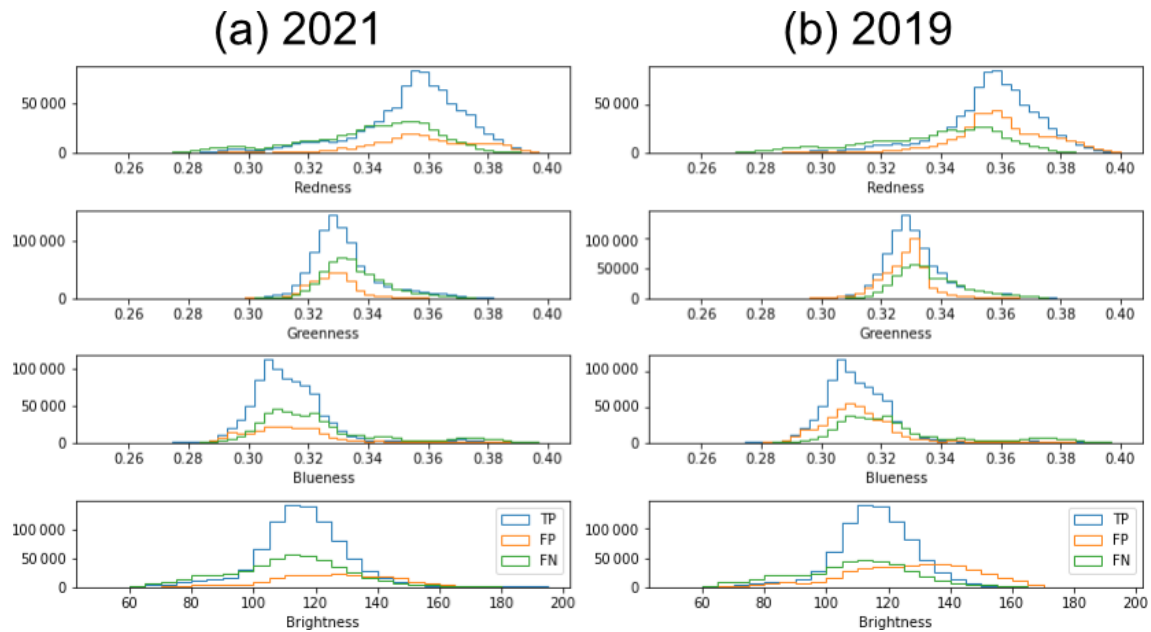 (a) 2021 (b) 2019
50 000 50 000
0 0
0.26 0.28 0.30 0.32 0.34 0.36 0.38 0.40 0.26 0.28 0.30 0.32 0.34 0.36 0.38 0.40
Redness Redness
100 000 100 000
50000
0 0
0.26 0.28 0.30 0.32 0.34 0.36 0.38 0.40 0.26 0.28 0.30 0.32 0.34 0.36 0.38 0.40
Greenness Greenness
100 000 100 000
50 000 50 000
0 0
0.26 0.28 0.30 0.32 0.34 0.36 0.38 0.40 0.26 0.28 0.30 0.32 0.34 0.36 0.38 0.40
Blueness Blueness
100 000 TP 100 000 TP
50 000 FP 50 000 FP
0 FN 0 FN
60 80 100 120 140 160 180 200 60 80 100 120 140 160 180 200
Brightness Brightness